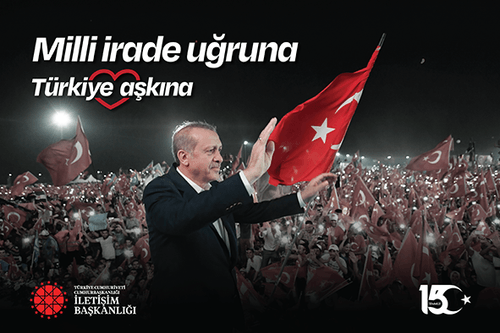 Milli irade uğruna
Türkiye aşkına
TÜRKİYE CUMHURİYETİ
CUMHURBAŞKANLIĞI
İLETİŞİM
BAŞKANLIĞI
15